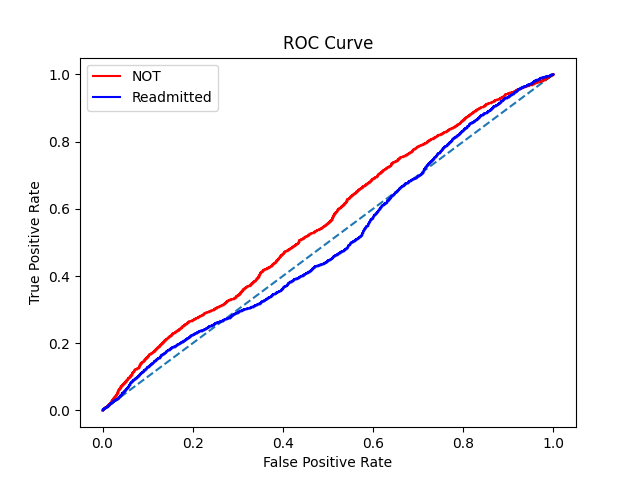 ROC Curve
NOT
Readmitted
True Positive Rate
1.0
0.8
0.6
0.4
0.2
0.0
0.0 0.2 0.4 0.6 0.8 1.0
False Positive Rate